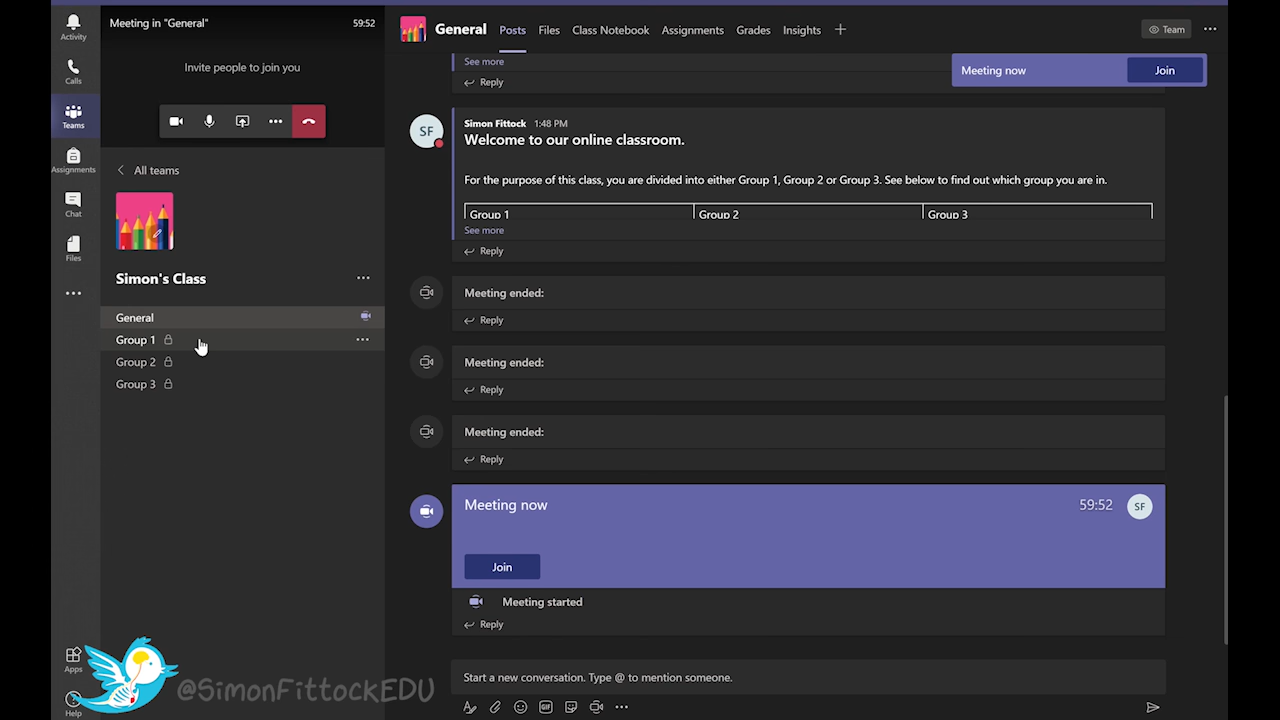 Activity
Calls
Teams
Assignments
Chat
Files
Apps
Help
Meeting in "General"
59:52
Invite people to join you
All teams
Simon's Class
General
Group 1
Group 2
Group 3
General
Posts
Files
Class Notebook
Assignments
Grades
Insights
Team
Meeting now
Join
See more
Reply
SF
Simon Fittock 1:48 PM
Welcome to our online classroom.
For the purpose of this class, you are divided into either Group 1, Group 2 or Group 3. See below to find out which group you are in.
Group 1
Group 2
Group 3
See more
Reply
Meeting ended:
Reply
Meeting ended:
Reply
Meeting ended:
Reply
Meeting now
59:52
SF
Join
Meeting started
Reply
Start a new conversation. Type @ to mention someone.
GIF
@SimonFittockEDU